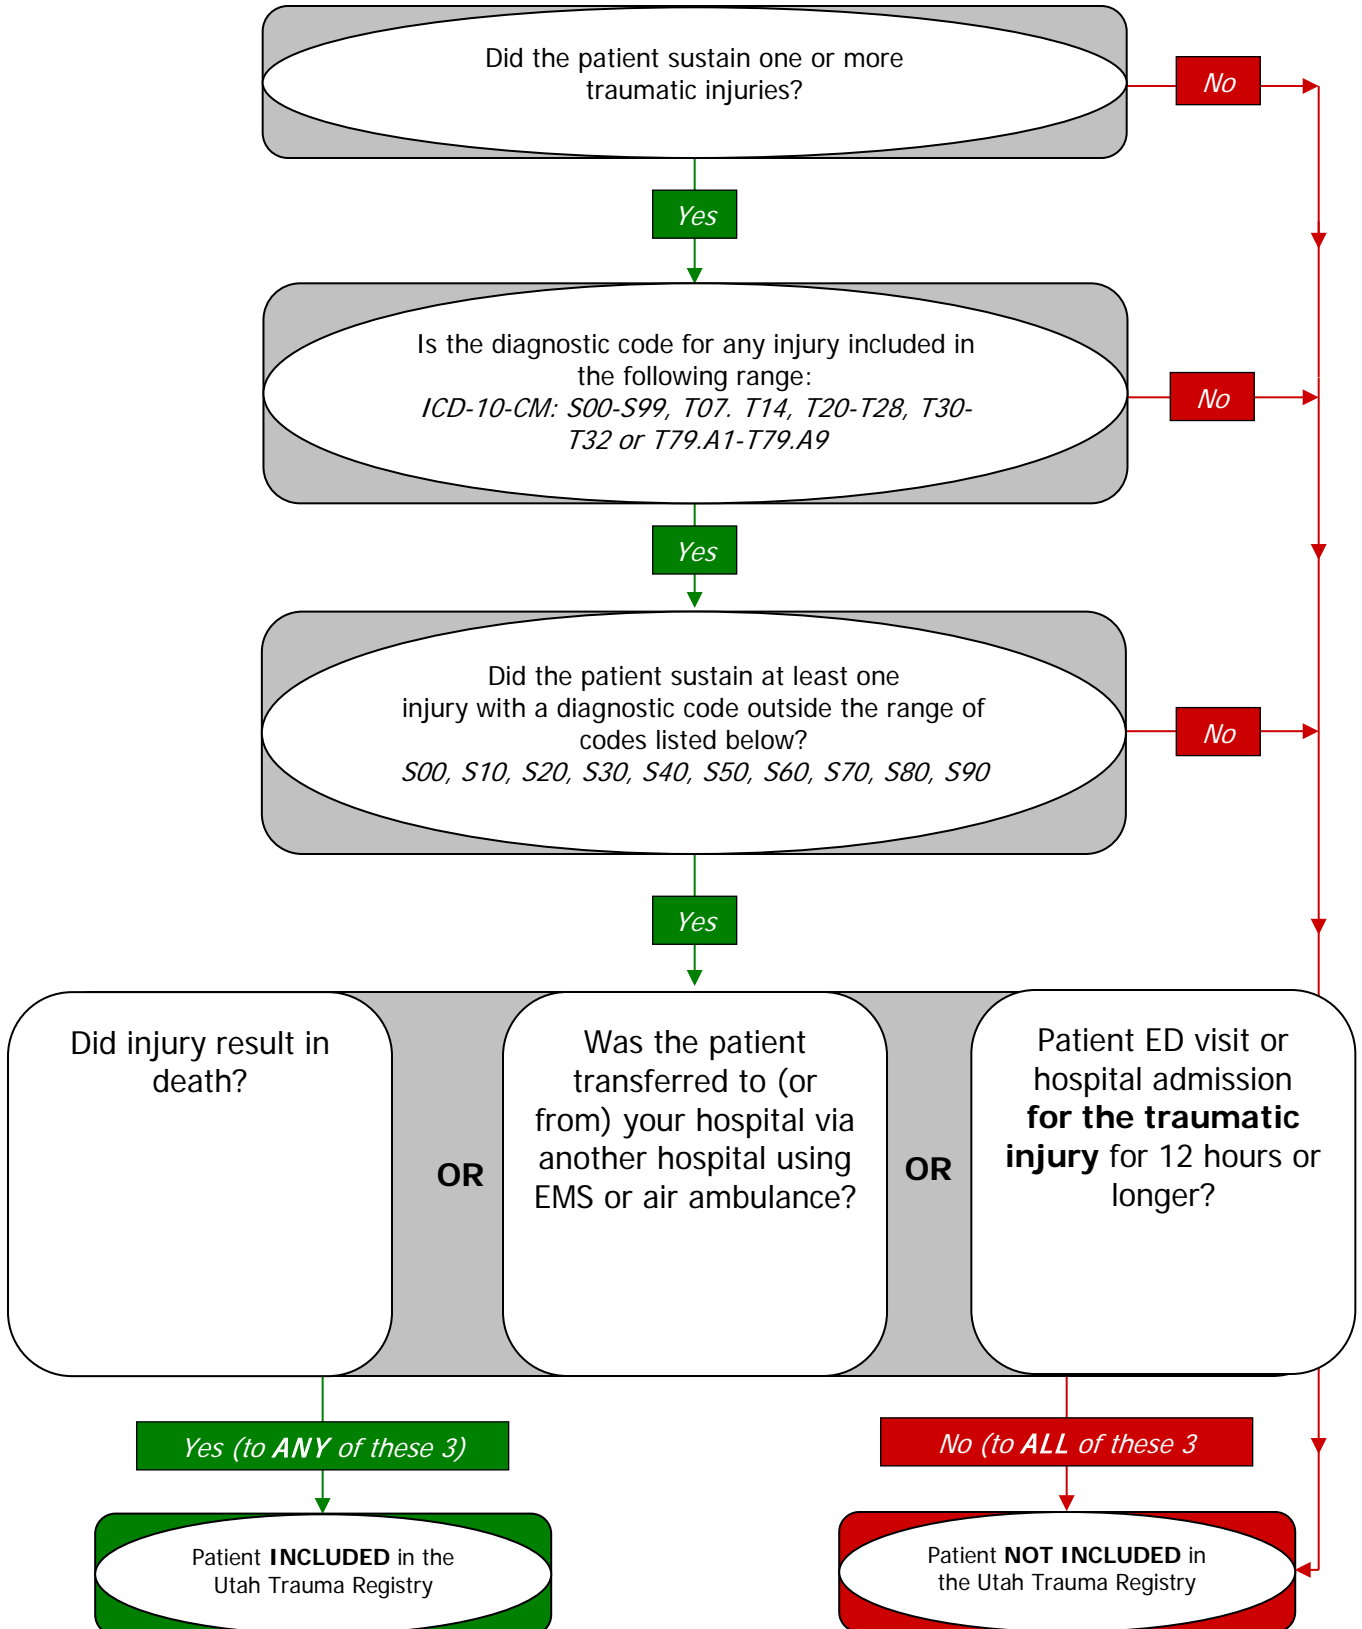 Did the patient sustain one or more
traumatic injuries?
No
Yes
Is the diagnostic code for any injury included in
the following range:
ICD-10-CM: S00-S99, T07. T14, T20-T28, T30-
T32 or T79.A1-T79.A9
No
Yes
Did the patient sustain at least one
injury with a diagnostic code outside the range of
codes listed below?
S00, S10, S20, S30, S40, S50, S60, S70, S80, S90
No
Yes
Did injury result in
death?
OR
Was the patient
transferred to (or
from) your hospital via
another hospital using
EMS or air ambulance?
OR
Patient ED visit or
hospital admission
for the traumatic
injury for 12 hours or
longer?
Yes (to ANY of these 3)
No (to ALL of these 3
Patient INCLUDED in the
Utah Trauma Registry
Patient NOT INCLUDED in
the Utah Trauma Registry